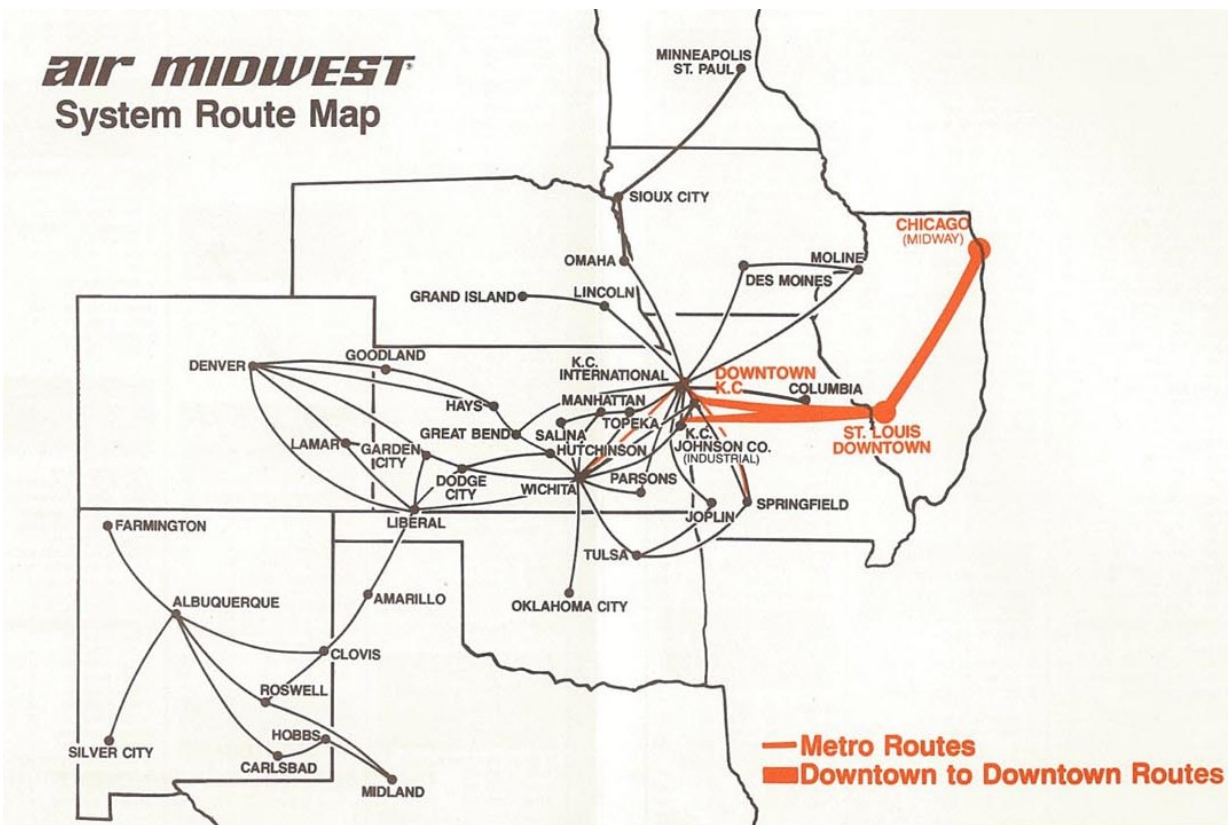 air midwest®
System Route Map
MINNEAPOLIS
ST. PAUL
SIOUX CITY
CHICAGO
(MIDWAY)
OMAHA
MOLINE
DES MOINES
GRAND ISLAND
LINCOLN
DENVER
GOODLAND
K.C.
INTERNATIONAL
DOWNTOWN
K.C.
COLUMBIA
HAYS
MANHATTAN
TOPEKA
GREAT BEND
SALINA
K.C.
JOHNSON CO.
(INDUSTRIAL)
ST. LOUIS
DOWNTOWN
LAMAR
GARDEN
CITY
HUTCHINSON
DODGE
CITY
WICHITA
PARSONS
SPRINGFIELD
LIBERAL
JOPLIN
FARMINGTON
TULSA
ALBUQUERQUE
AMARILLO
OKLAHOMA CITY
CLOVIS
ROSWELL
HOBBS
SILVER CITY
CARLSBAD
MIDLAND
Metro Routes
Downtown to Downtown Routes